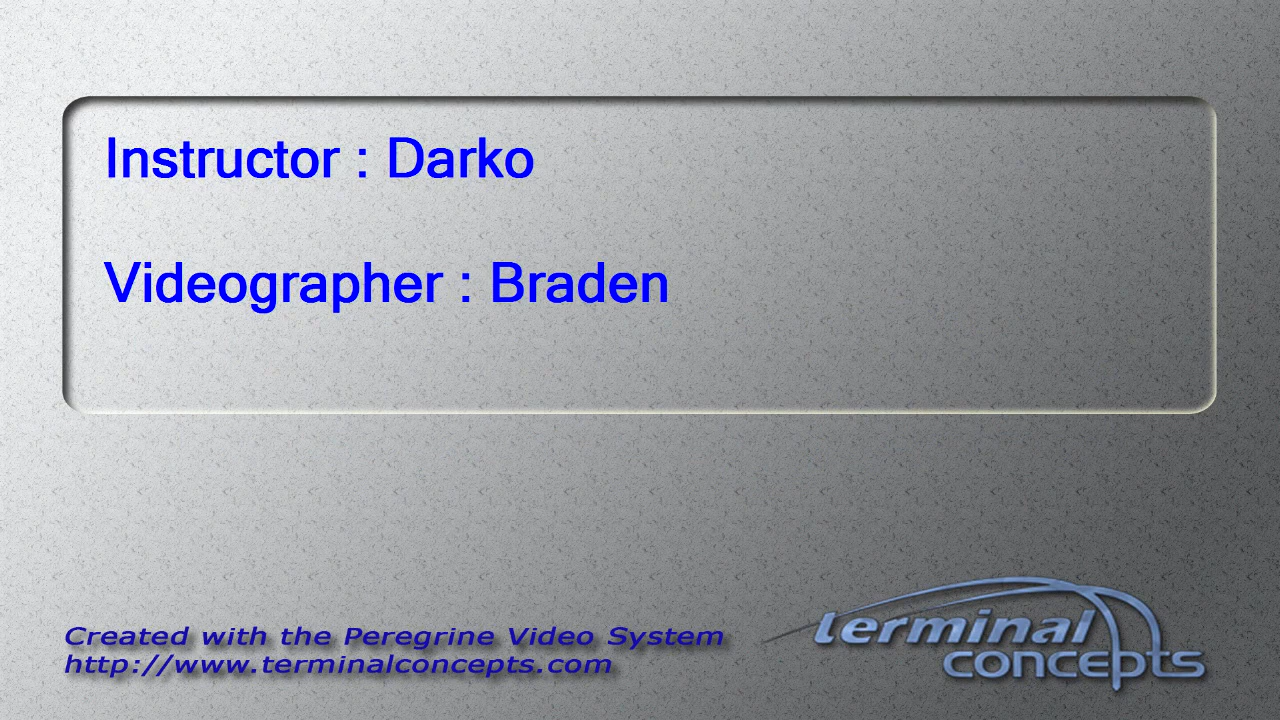 Instructor : Darko
Videographer : Braden
Created with the Peregrine Video System
http://www.terminalconcepts.com
terminal
concepts